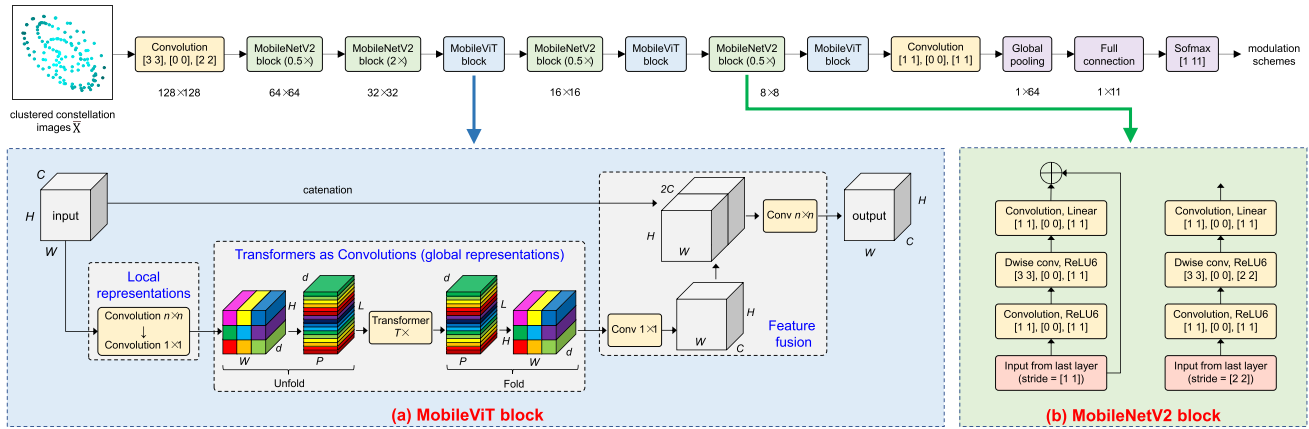 clustered constellation
images X̅
Convolution
[3 3], [0 0], [2 2]
128×128
MobileNetV2
block (0.5×)
64×64
MobileNetV2
block (2×)
32×32
MobileViT
block
MobileNetV2
block (0.5×)
16×16
MobileViT
block
MobileNetV2
block (0.5×)
8×8
MobileViT
block
Convolution
[1 1], [0 0], [1 1]
Global
pooling
1×64
Full
connection
1×11
Sofmax
[1 11]
modulation
schemes
C
H
input
W
catenation
Local
representations
Convolution n×n
↓
Convolution 1×1
Transformers as Convolutions (global representations)
H
d
W
d
L
P
Unfold
Transformer
T×
d
L
P
H
d
W
Fold
Conv 1×1
2C
H
W
H
W
C
Conv n×n
Feature
fusion
output
H
W
C
(a) MobileViT block
Convolution, Linear
[1 1], [0 0], [1 1]
Dwise conv, ReLU6
[3 3], [0 0], [1 1]
Convolution, ReLU6
[1 1], [0 0], [1 1]
Input from last layer
(stride = [1 1])
Convolution, Linear
[1 1], [0 0], [1 1]
Dwise conv, ReLU6
[3 3], [0 0], [2 2]
Convolution, ReLU6
[1 1], [0 0], [1 1]
Input from last layer
(stride = [2 2])
(b) MobileNetV2 block